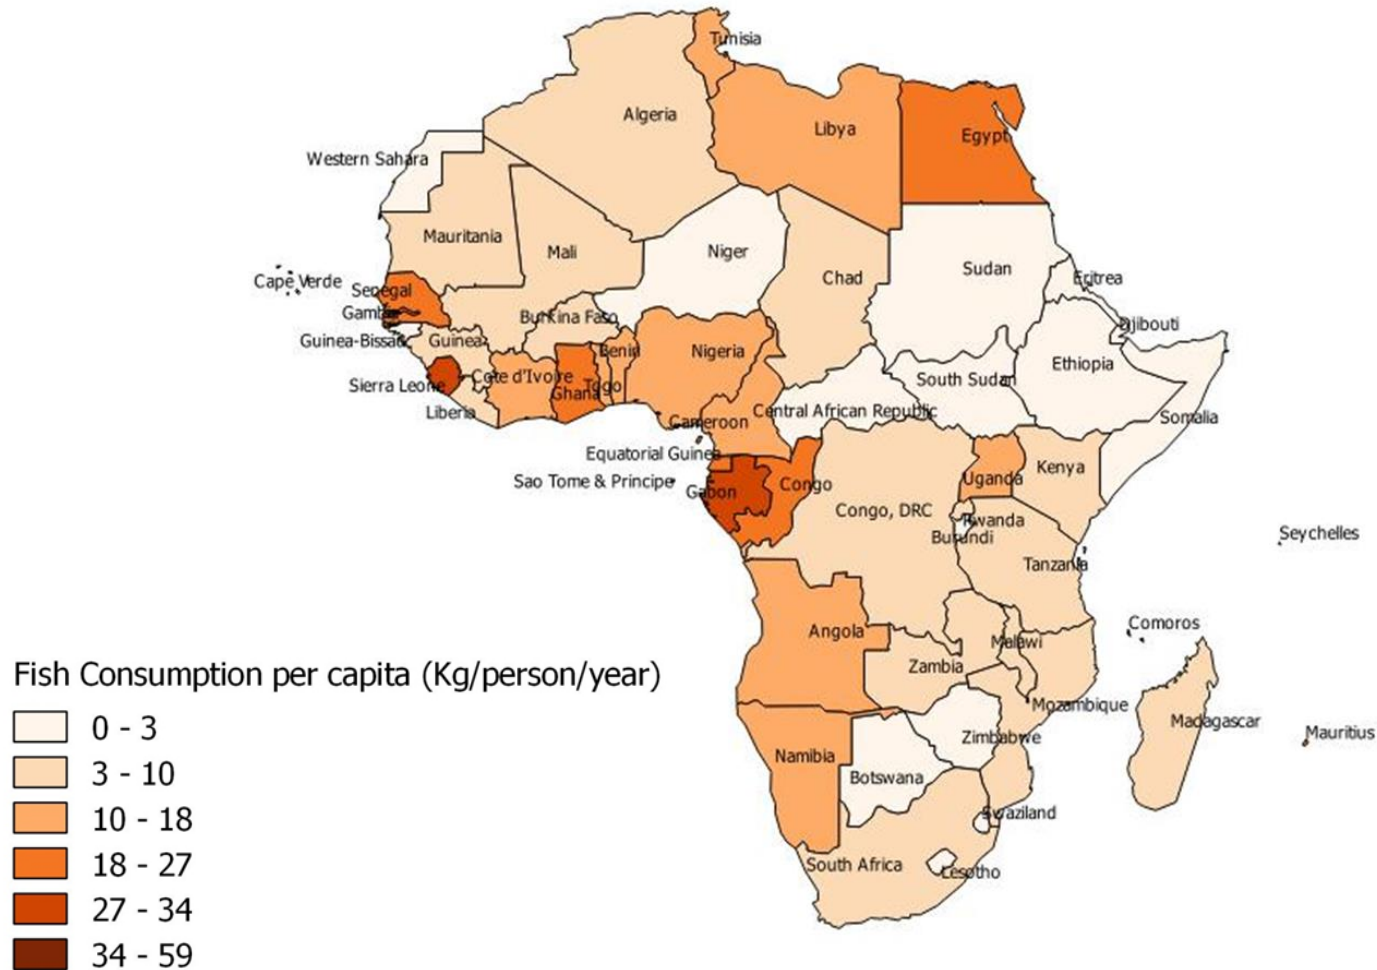 Tunisia
Algeria
Libya
Egypt
Western Sahara
Mauritania
Mali
Niger
Chad
Sudan
Eritrea
Cape Verde
Senegal
Gambia
Burkina Faso
Djibouti
Guinea-Bissau
Guinea
Benin
Nigeria
Ethiopia
Sierra Leone
Cote d'Ivoire
Ghana
Togo
South Sudan
Liberia
Cameroon
Central African Republic
Somalia
Equatorial Guinea
Sao Tome & Principe
Gabon
Congo
Uganda
Kenya
Congo, DRC
Rwanda
Burundi
Seychelles
Tanzania
Comoros
Angola
Malawi
Zambia
Mozambique
Madagascar
Mauritius
Namibia
Zimbabwe
Botswana
Swaziland
South Africa
Lesotho
Fish Consumption per capita (Kg/person/year)
0 - 3
3 - 10
10 - 18
18 - 27
27 - 34
34 - 59